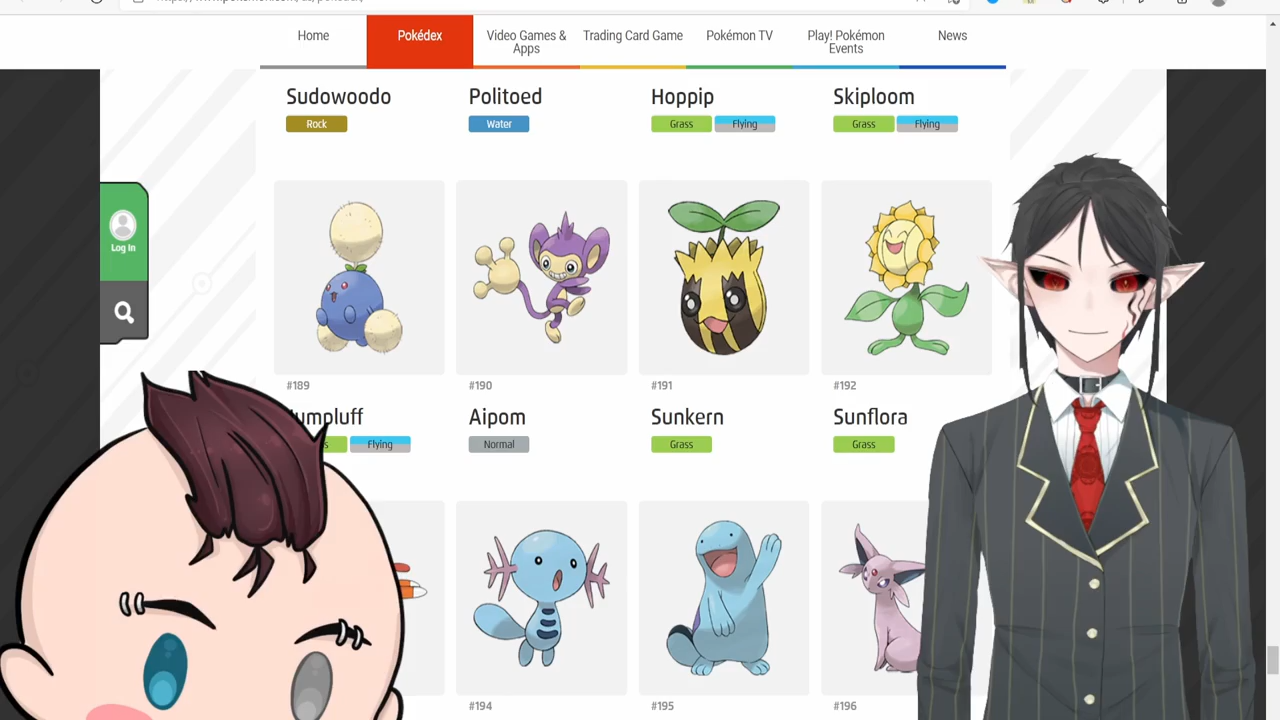 Home
Pokédex
Video Games &
Apps
Trading Card Game
Pokémon TV
Play! Pokémon
Events
News
Sudowoodo
Politoed
Hoppip
Skiploom
Rock
Water
Grass
Flying
Grass
Flying
Log In
#189
#190
#191
#192
Jumpluff
Aipom
Sunkern
Sunflora
Flying
Normal
Grass
Grass
#194
#195
#196